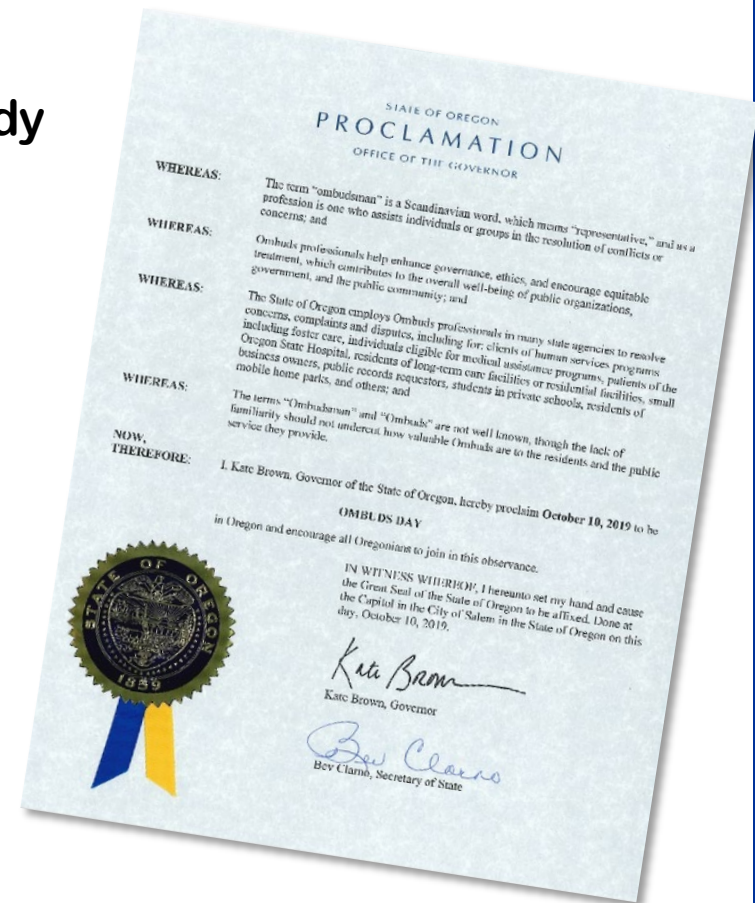 dy
STATE OF OREGON
PROCLAMATION
OFFICE OF THE GOVERNOR
WHEREAS: The term “ombudsman” is a Scandinavian word, which means “representative,” and as a
profession is one who assists individuals or groups in the resolution of conflicts or
concerns; and
WHEREAS: Ombuds professionals help enhance governance, ethics, and encourage equitable
treatment, which contributes to the overall well-being of public organizations,
government, and the public community; and
WHEREAS: The State of Oregon employs Ombuds professionals in many state agencies to resolve
concerns, complaints and disputes, including for: clients of human services programs
including foster care, individuals eligible for medical assistance programs, patients of the
Oregon State Hospital, residents of long-term care facilities or residential facilities, small
business owners, public records requestors, students in private schools, residents of
mobile home parks, and others; and
WHEREAS: The terms “Ombudsman” and “Ombuds” are not well known, though the lack of
familiarity should not undercut how valuable Ombuds are to the residents and the public
service they provide.
NOW,
THEREFORE: I, Kate Brown, Governor of the State of Oregon, hereby proclaim October 10, 2019 to be
OMBUDS DAY
in Oregon and encourage all Oregonians to join in this observance.
IN WITNESS WHEREOF, I hereunto set my hand and cause
the Great Seal of the State of Oregon to be affixed. Done at
the Capitol in the City of Salem in the State of Oregon on this
day, October 10, 2019.
Kate Brown
Kate Brown, Governor
Bev Clarno
Bev Clarno, Secretary of State
STATE OF OREGON
1859